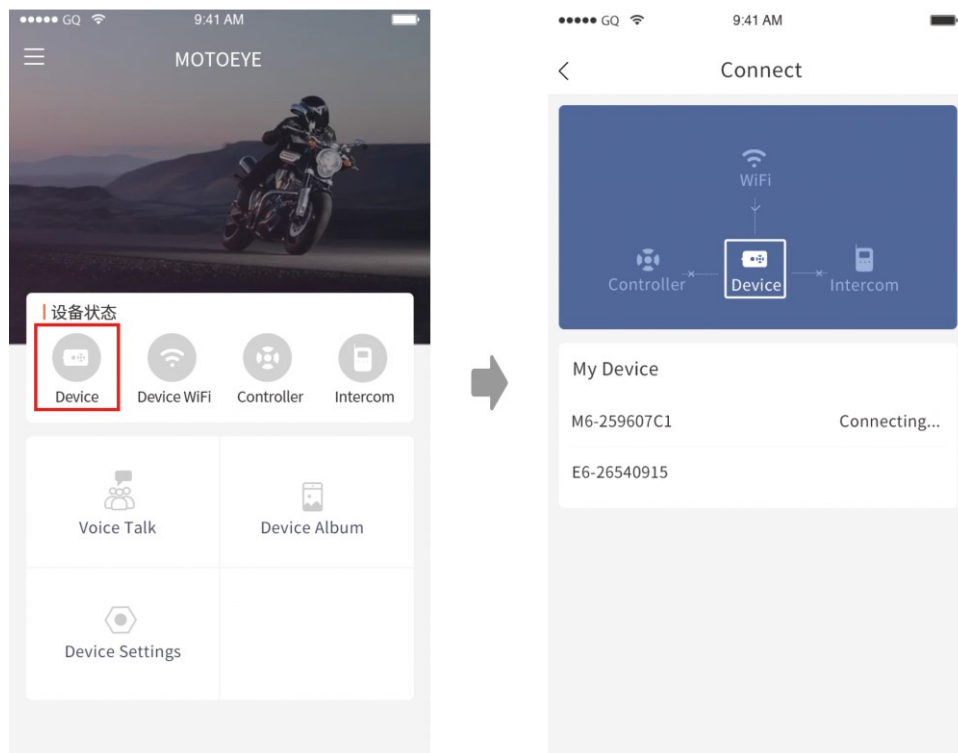 GQ 9:41 AM
MOTOEYE
设备状态
Device Device WiFi Controller Intercom
Voice Talk Device Album
Device Settings
GQ 9:41 AM
Connect
WiFi
Controller Device Intercom
My Device
M6-259607C1 Connecting...
E6-26540915